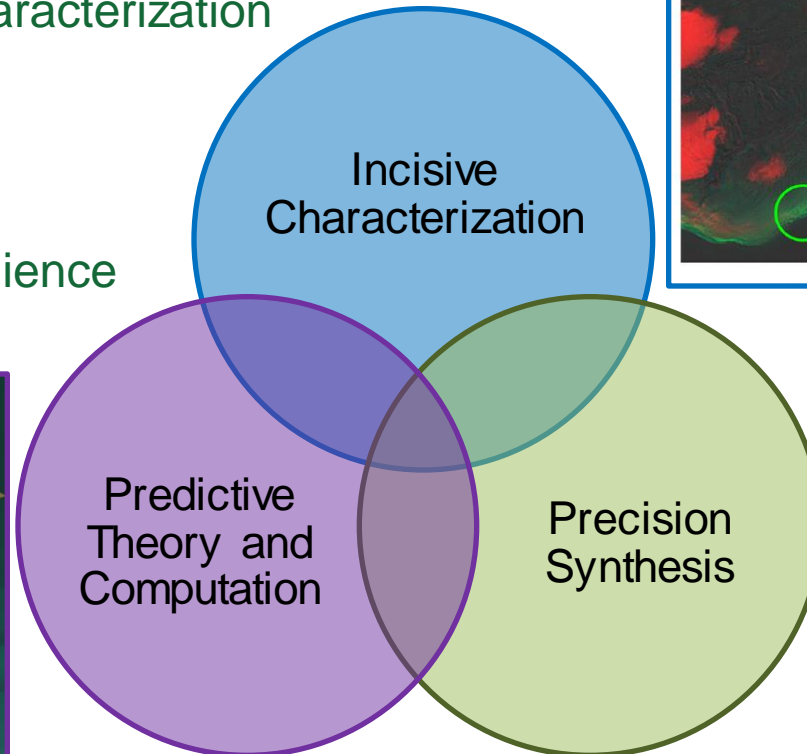 aracterization
Incisive
Characterization
ience
Predictive
Theory and
Computation
Precision
Synthesis